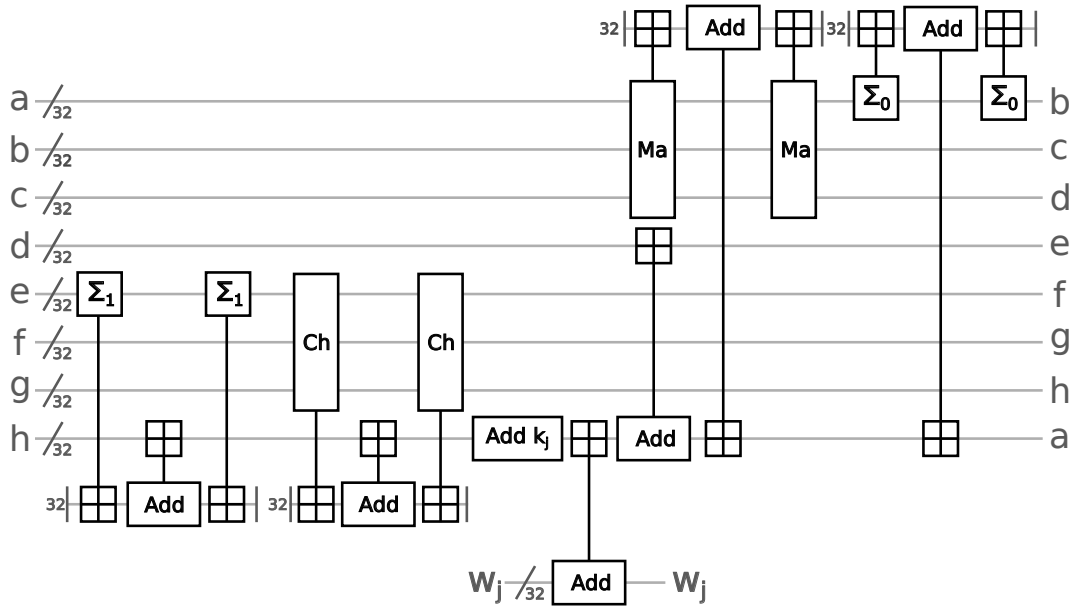 32 Add 32 Add
a 32 Σ₀ Σ₀ b
b 32 Ma Ma c
c 32 d
d 32 e
e 32 Σ₁ Σ₁ f
f 32 Ch Ch g
g 32 h
h 32 Add kⱼ Add a
32 Add 32 Add
Wⱼ 32 Add Wⱼ